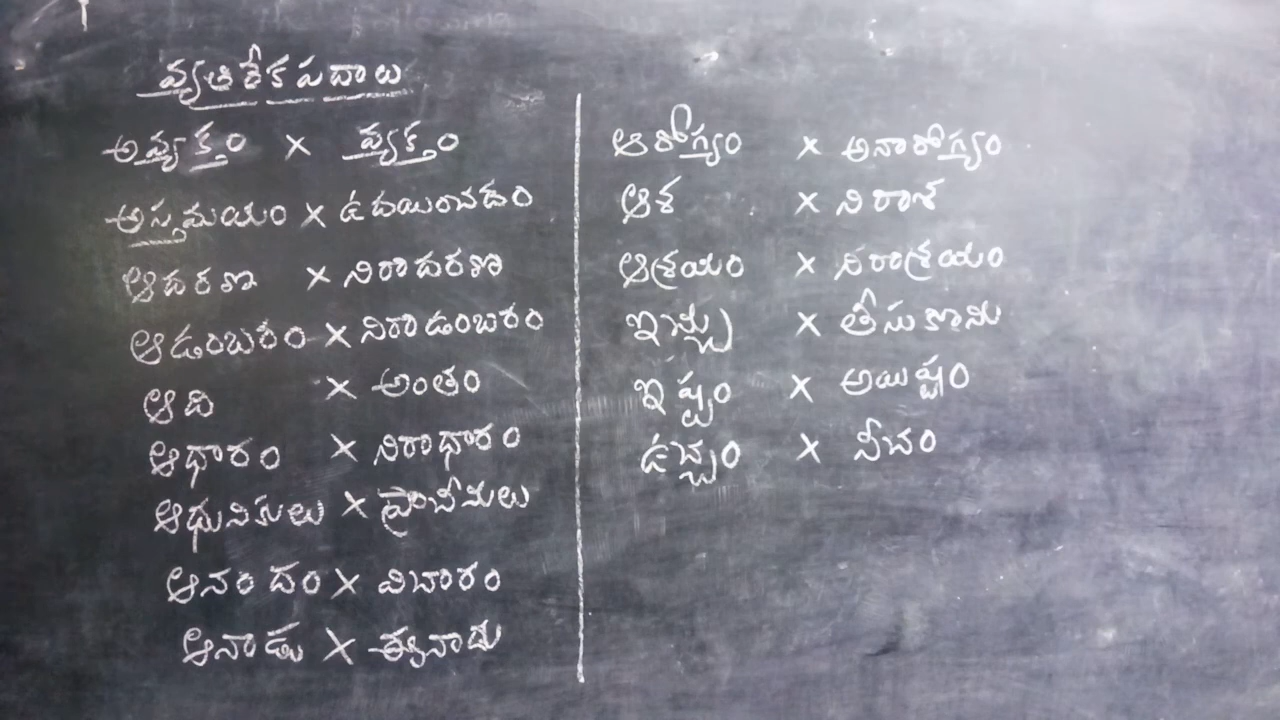 వ్యతిరేకపదాలు
అవ్యక్తం × వ్యక్తం
అస్తమయం × ఉదయించడం
ఆదరణ × నిరాదరణ
ఆడంబరం × నిరాడంబరం
ఆది × అంతం
ఆధారం × నిరాధారం
ఆధునికులు × ప్రాచీనులు
ఆనందం × విచారం
ఆనాడు × ఈనాడు
ఆరోగ్యం × అనారోగ్యం
ఆశ × నిరాశ
ఆశ్రయం × నిరాశ్రయం
ఇచ్చు × తీసుకొను
ఇష్టం × అయిష్టం
ఉచ్చం × నీచం